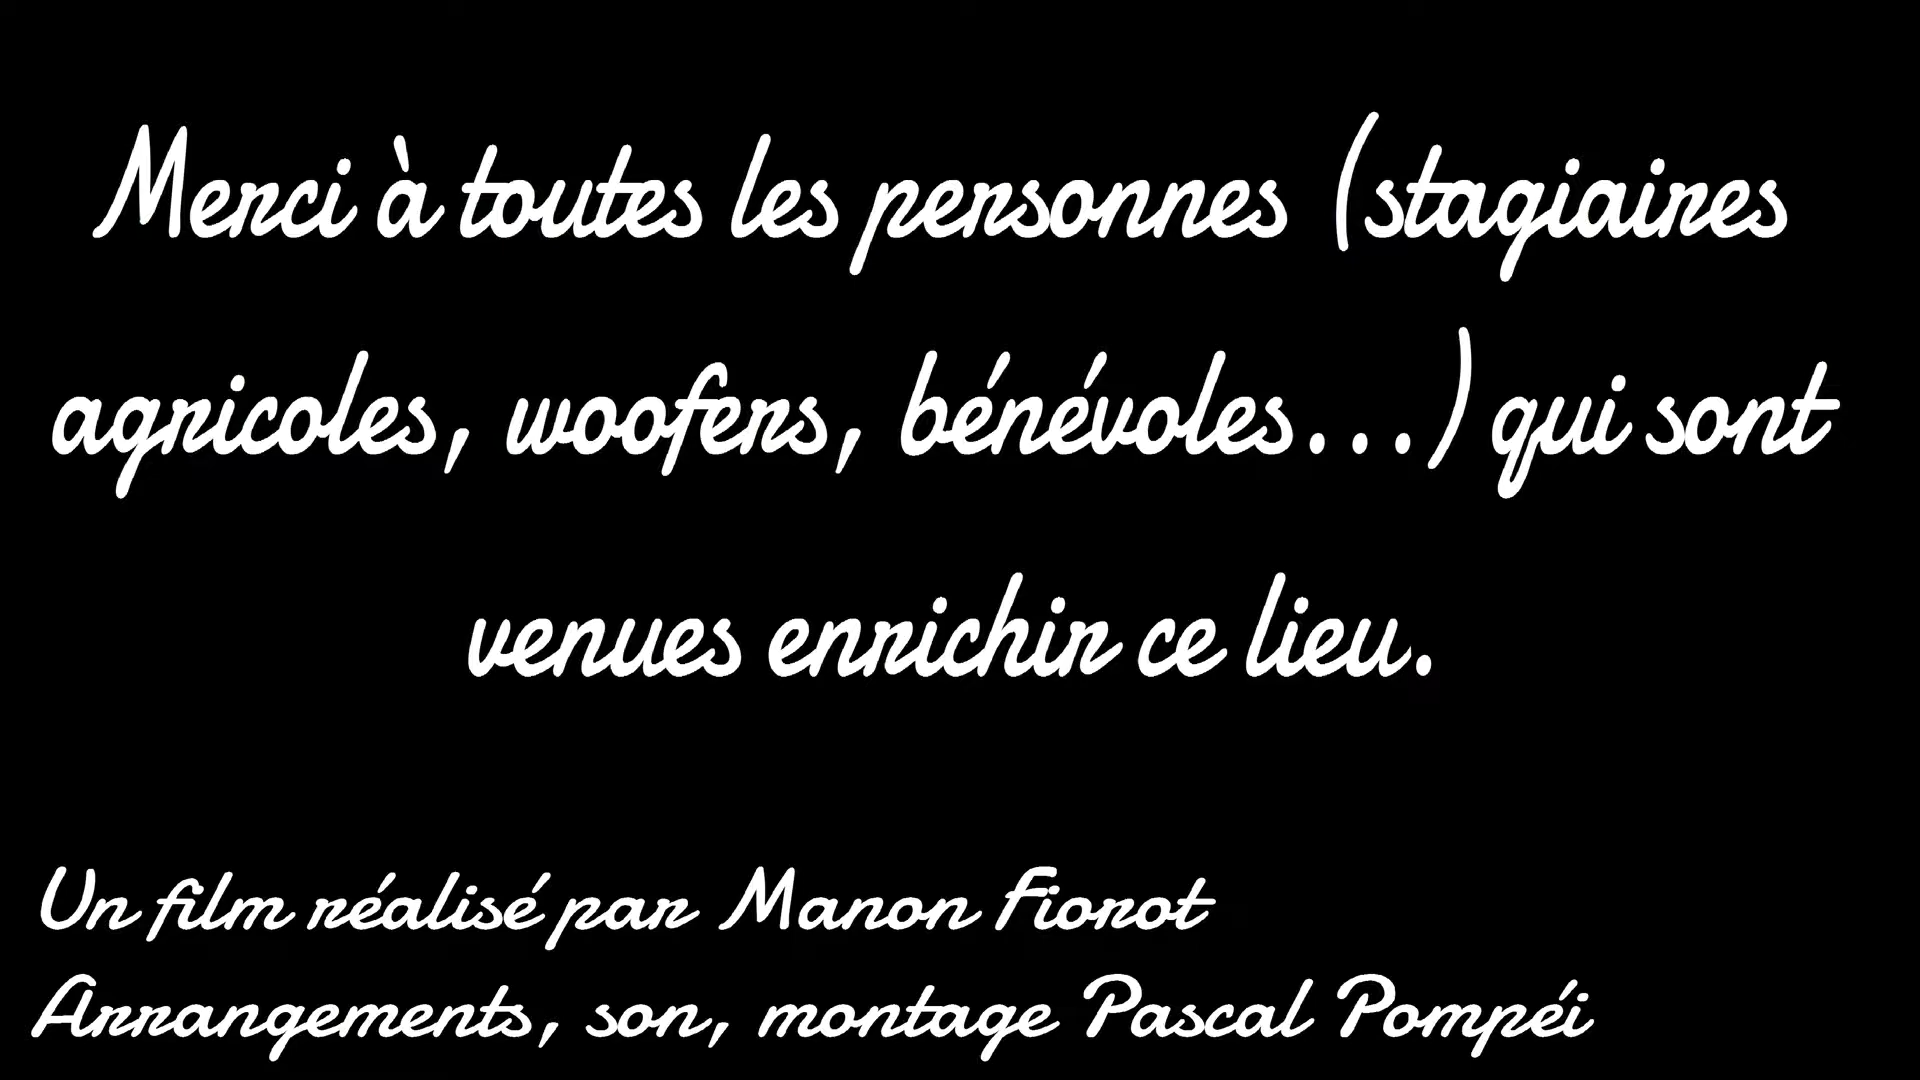 Merci à toutes les personnes (stagiaires
agricoles, woofers, bénévoles...) qui sont
venues enrichir ce lieu.
Un film réalisé par Manon Fiorot
Arrangements, son, montage Pascal Pompéi